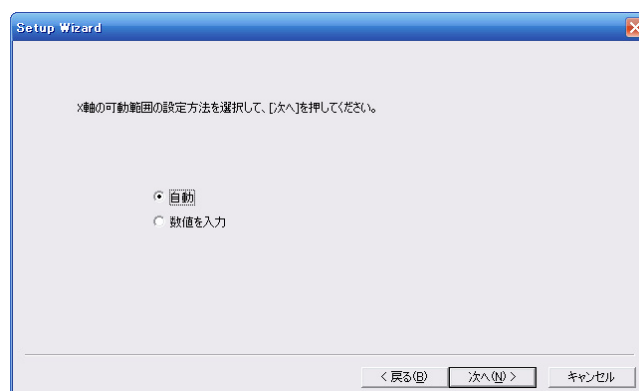 Setup Wizard
X軸の可動範囲の設定方法を選択して、[次へ]を押してください。
自動
数値を入力
< 戻る(B)
次へ(N) >
キャンセル